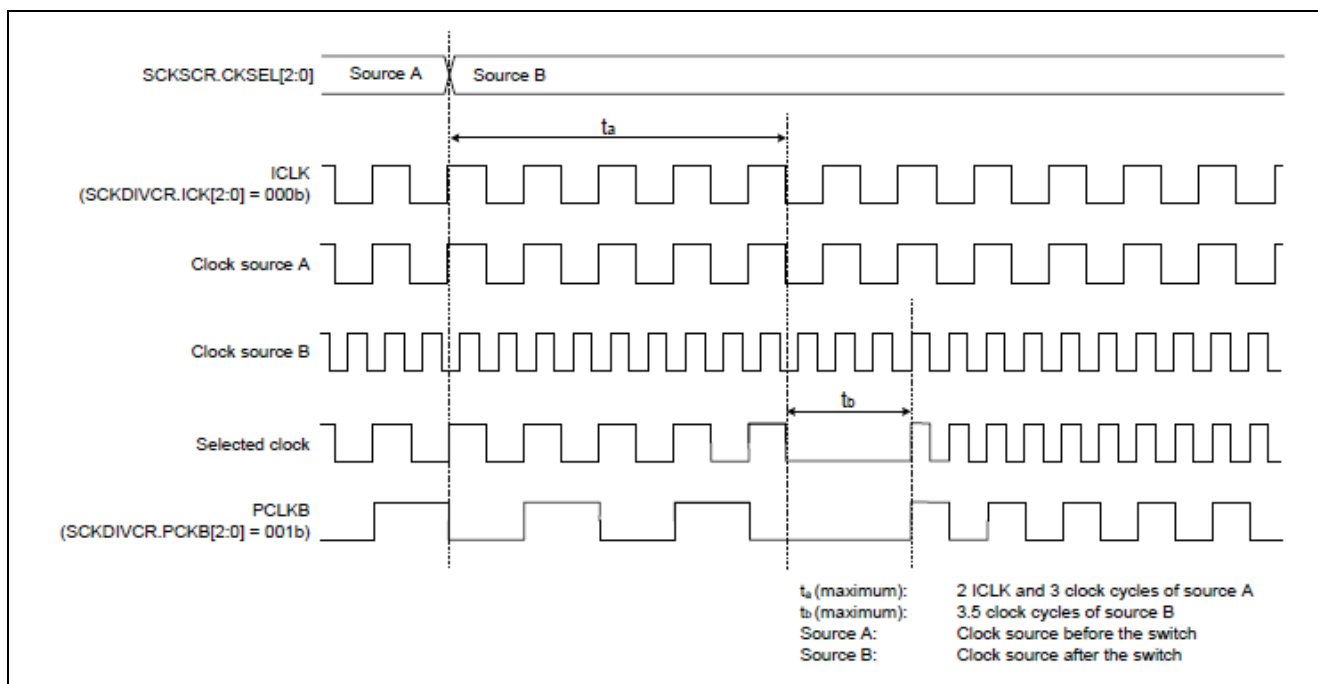 SCKSCR.CKSEL[2:0] Source A Source B
ta
ICLK
(SCKDIVCR.ICK[2:0] = 000b)
Clock source A
Clock source B
tb
Selected clock
PCLKB
(SCKDIVCR.PCKB[2:0] = 001b)
ta (maximum): 2 ICLK and 3 clock cycles of source A
tb (maximum): 3.5 clock cycles of source B
Source A: Clock source before the switch
Source B: Clock source after the switch